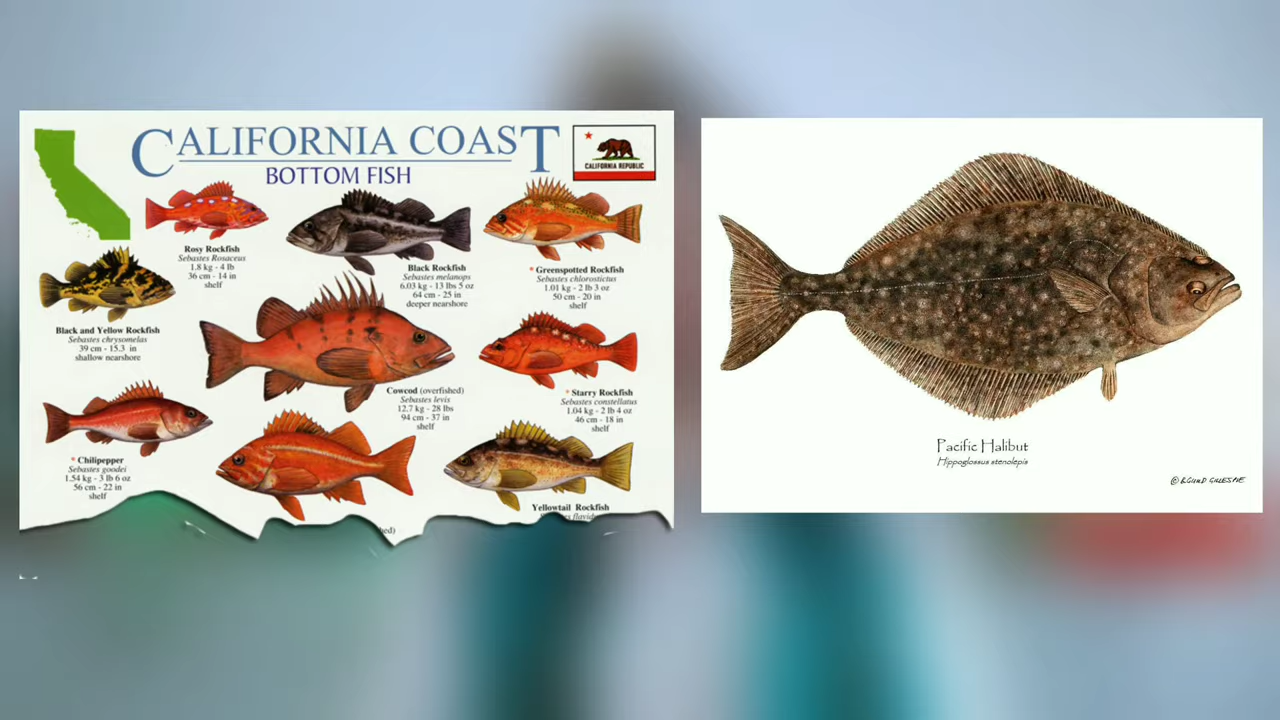 CALIFORNIA COAST
BOTTOM FISH
CALIFORNIA REPUBLIC
Rosy Rockfish
Sebastes Rosaceus
1.8 kg - 4 lb
36 cm - 14 in
shelf
Black Rockfish
Sebastes melanops
6.03 kg - 13 lbs 5 oz
64 cm - 25 in
deeper nearshore
* Greenspotted Rockfish
Sebastes chlorostictus
1.01 kg - 2 lb 3 oz
50 cm - 20 in
shelf
Black and Yellow Rockfish
Sebastes chrysomelas
39 cm - 15.3 in
shallow nearshore
Cowcod (overfished)
Sebastes levis
12.7 kg - 28 lbs
94 cm - 37 in
shelf
* Starry Rockfish
Sebastes constellatus
1.04 kg - 2 lb 4 oz
46 cm - 18 in
shelf
* Chilipepper
Sebastes goodei
1.54 kg - 3 lb 6 oz
56 cm - 22 in
shelf
Yellowtail Rockfish
Pacific Halibut
Hippoglossus stenolepis